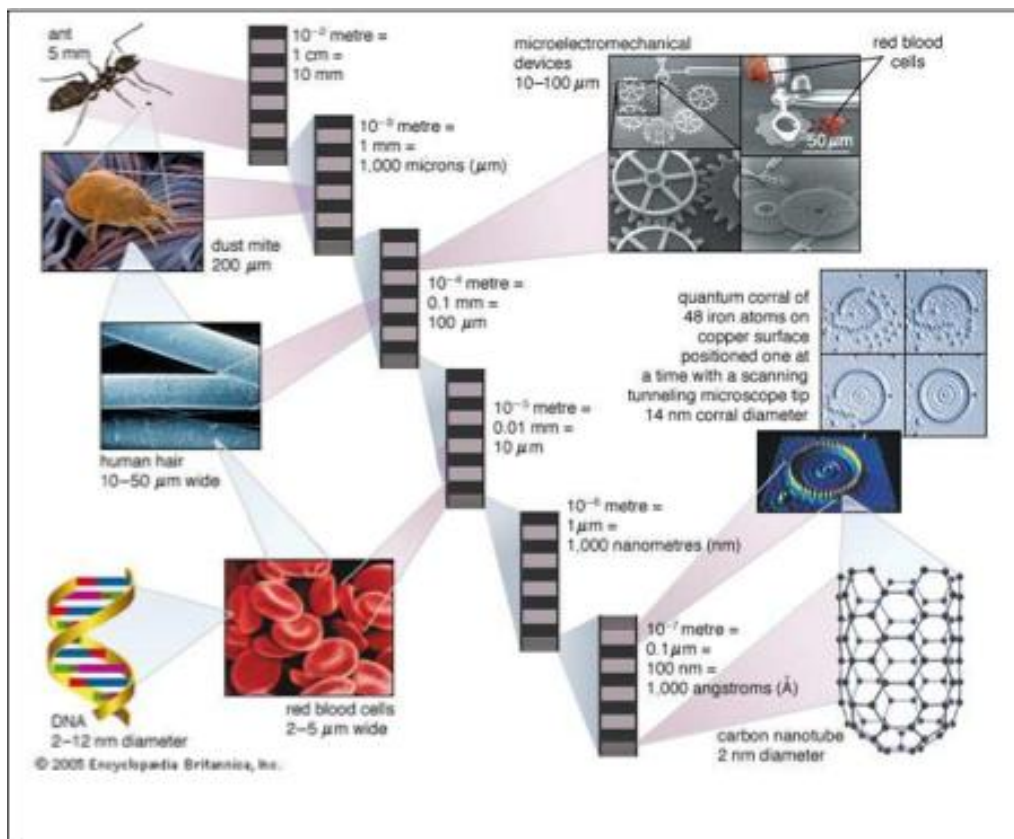 ant
5 mm
10⁻² metre =
1 cm =
10 mm
microelectromechanical
devices
10–100 μm
red blood
cells
50 μm
10⁻³ metre =
1 mm =
1,000 microns (μm)
dust mite
200 μm
10⁻⁴ metre =
0.1 mm =
100 μm
quantum corral of
48 iron atoms on
copper surface
positioned one at
a time with a scanning
tunneling microscope tip
14 nm corral diameter
human hair
10–50 μm wide
10⁻⁵ metre =
0.01 mm =
10 μm
10⁻⁶ metre =
1 μm =
1,000 nanometres (nm)
DNA
2–12 nm diameter
red blood cells
2–5 μm wide
10⁻⁷ metre =
0.1 μm =
100 nm =
1,000 angstroms (Å)
carbon nanotube
2 nm diameter
© 2005 Encyclopædia Britannica, Inc.